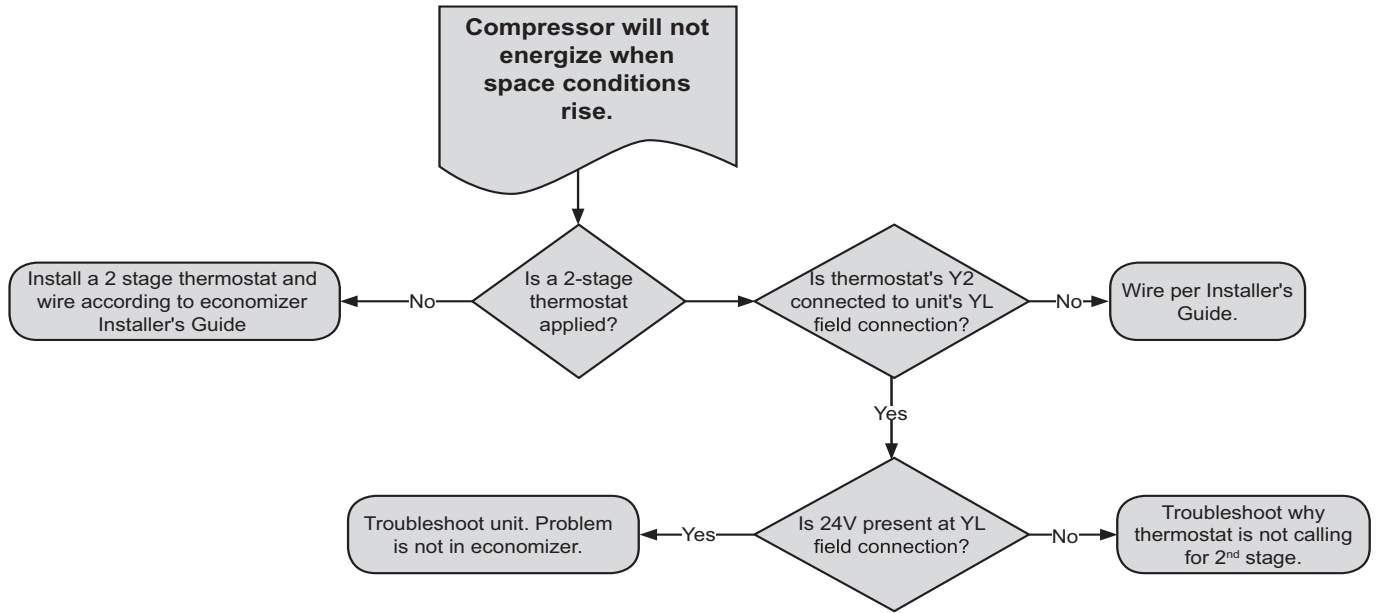 Compressor will not
energize when
space conditions
rise.
Install a 2 stage thermostat and
wire according to economizer
Installer's Guide
No
Is a 2-stage
thermostat
applied?
Is thermostat's Y2
connected to unit's YL
field connection?
No
Wire per Installer's
Guide.
Yes
Troubleshoot unit. Problem
is not in economizer.
Yes
Is 24V present at YL
field connection?
No
Troubleshoot why
thermostat is not calling
for 2nd stage.